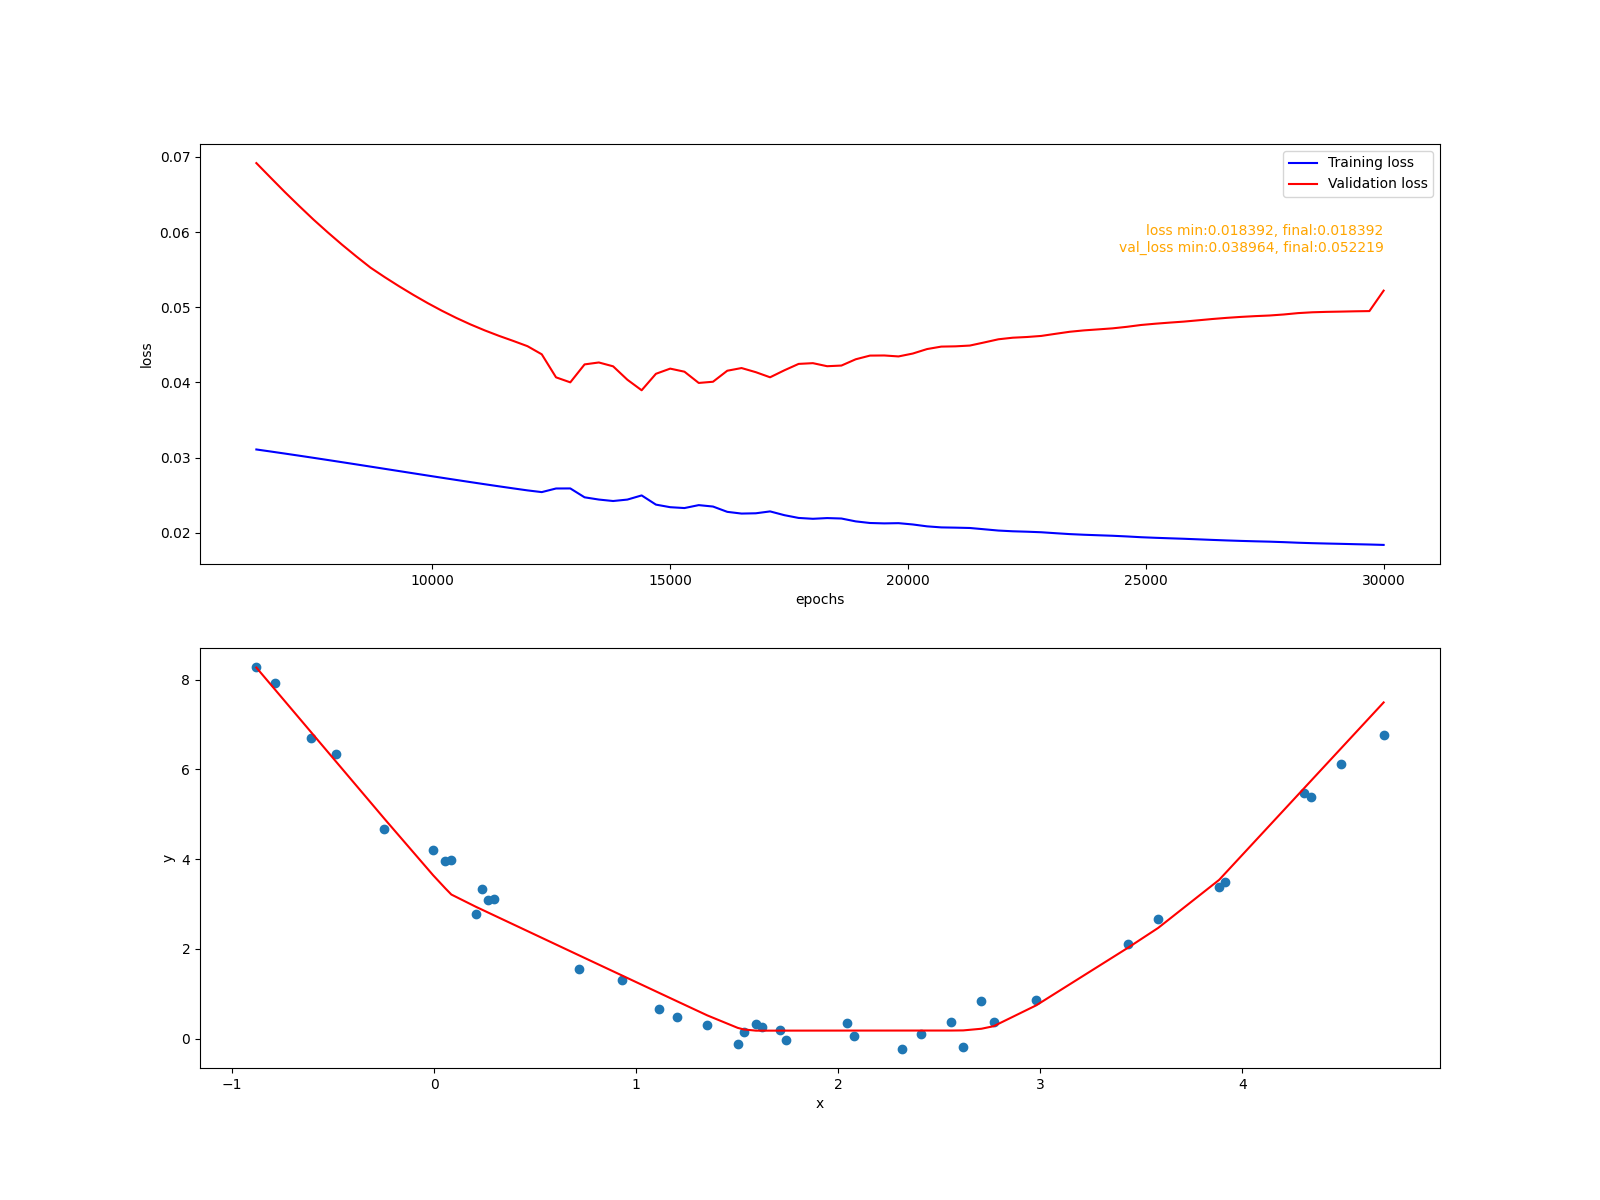 0.07
0.06
0.05
0.04
0.03
0.02
loss
Training loss
Validation loss
loss min:0.018392, final:0.018392
val_loss min:0.038964, final:0.052219
10000 15000 20000 25000 30000
epochs
8
6
4
2
0
y
−1 0 1 2 3 4
x